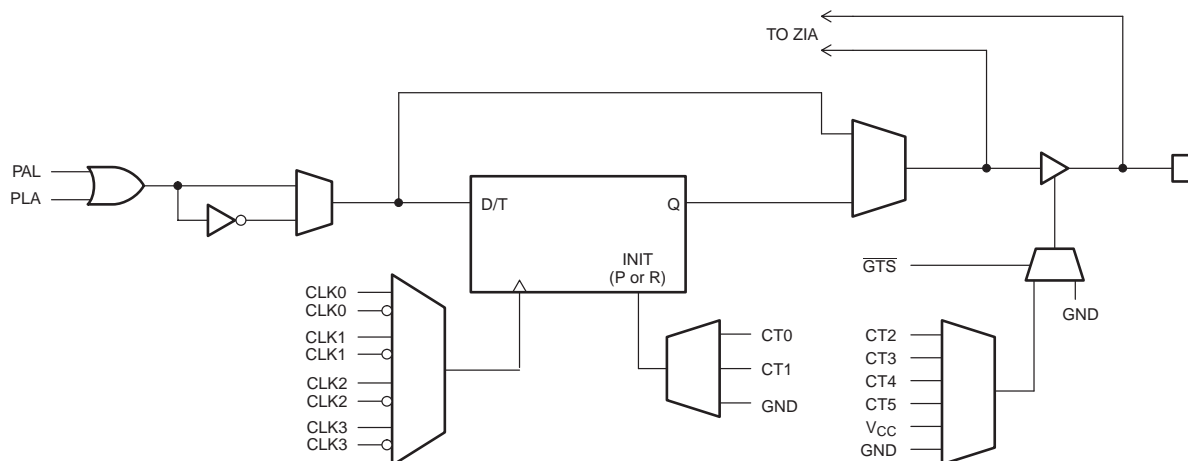 TO ZIA
PAL
PLA
D/T
Q
INIT
(P or R)
GTS
GND
CLK0
CLK0
CLK1
CLK1
CLK2
CLK2
CLK3
CLK3
CT0
CT1
GND
CT2
CT3
CT4
CT5
VCC
GND